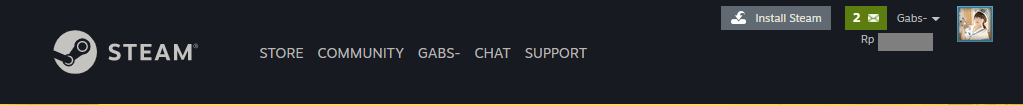 Install Steam 2 Gabs-
Rp
STEAM® STORE COMMUNITY GABS- CHAT SUPPORT